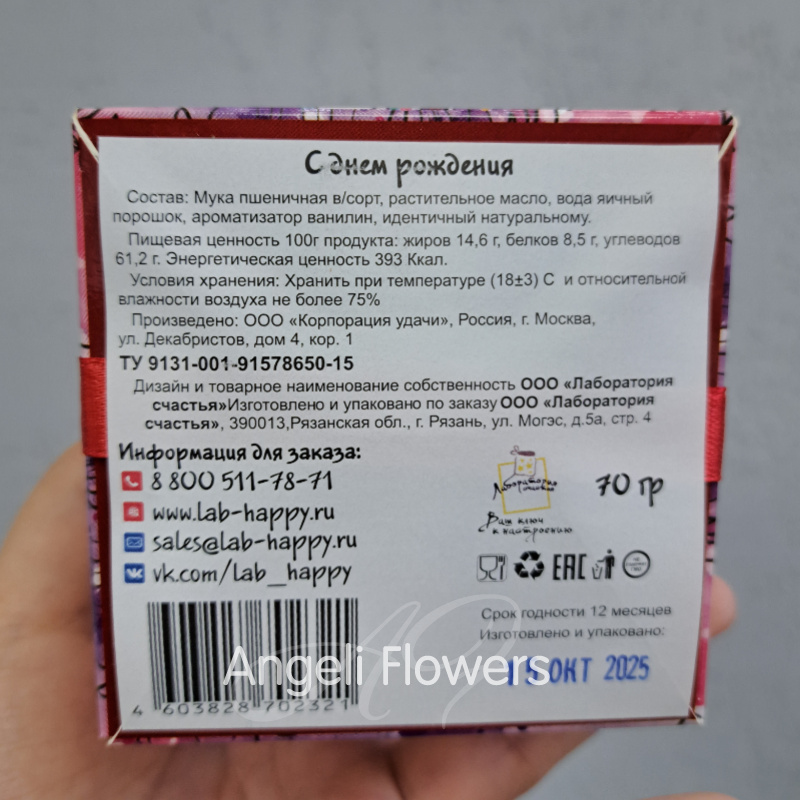 С днем рождения
Состав: Мука пшеничная в/сорт, растительное масло, вода яичный
порошок, ароматизатор ванилин, идентичный натуральному.
Пищевая ценность 100г продукта: жиров 14,6 г, белков 8,5 г, углеводов
61,2 г. Энергетическая ценность 393 Ккал.
Условия хранения: Хранить при температуре (18±3) С и относительной
влажности воздуха не более 75%
Произведено: ООО «Корпорация удачи», Россия, г. Москва,
ул. Декабристов, дом 4, кор. 1
ТУ 9131-001-91578650-15
Дизайн и товарное наименование собственность ООО «Лаборатория
счастья»Изготовлено и упаковано по заказу ООО «Лаборатория
счастья», 390013,Рязанская обл., г. Рязань, ул. Могэс, д.5а, стр. 4
Информация для заказа:
8 800 511-78-71
www.lab-happy.ru
sales@lab-happy.ru
vk.com/lab_happy
Лаборатория
счастья
Ваш ключ
к настроению
70 гр
EAC
Срок годности 12 месяцев
Изготовлено и упаковано:
15 ОКТ 2025
Angeli Flowers
4 603828 702321